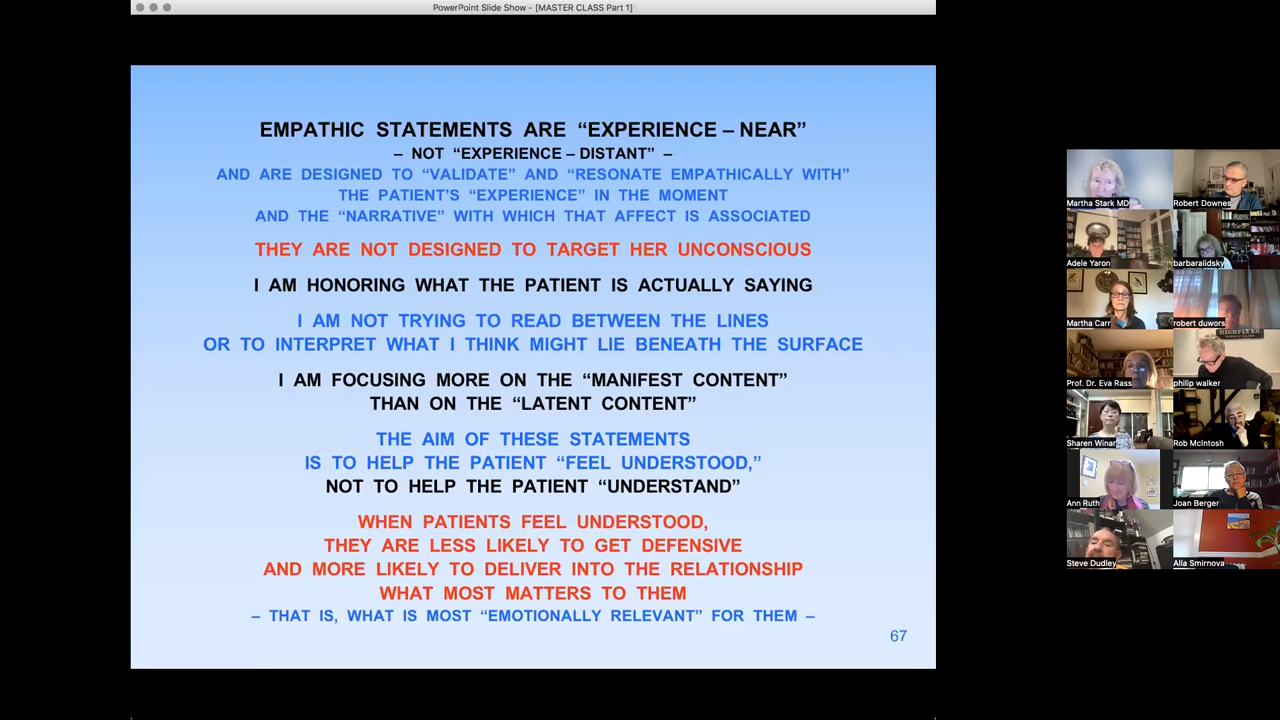 PowerPoint Slide Show - [MASTER CLASS Part 1]
EMPATHIC STATEMENTS ARE “EXPERIENCE – NEAR”
– NOT “EXPERIENCE – DISTANT” –
AND ARE DESIGNED TO “VALIDATE” AND “RESONATE EMPATHICALLY WITH”
THE PATIENT’S “EXPERIENCE” IN THE MOMENT
AND THE “NARRATIVE” WITH WHICH THAT AFFECT IS ASSOCIATED
THEY ARE NOT DESIGNED TO TARGET HER UNCONSCIOUS
I AM HONORING WHAT THE PATIENT IS ACTUALLY SAYING
I AM NOT TRYING TO READ BETWEEN THE LINES
OR TO INTERPRET WHAT I THINK MIGHT LIE BENEATH THE SURFACE
I AM FOCUSING MORE ON THE “MANIFEST CONTENT”
THAN ON THE “LATENT CONTENT”
THE AIM OF THESE STATEMENTS
IS TO HELP THE PATIENT “FEEL UNDERSTOOD,”
NOT TO HELP THE PATIENT “UNDERSTAND”
WHEN PATIENTS FEEL UNDERSTOOD,
THEY ARE LESS LIKELY TO GET DEFENSIVE
AND MORE LIKELY TO DELIVER INTO THE RELATIONSHIP
WHAT MOST MATTERS TO THEM
– THAT IS, WHAT IS MOST “EMOTIONALLY RELEVANT” FOR THEM –
67
Martha Stark MD
Robert Downes
Adele Yaron
barbaralidsky
Martha Carr
robert duwors
Prof. Dr. Eva Rass
philip walker
Sharen Winar
Rob McIntosh
Ann Ruth
Joan Berger
Steve Dudley
Alla Smirnova